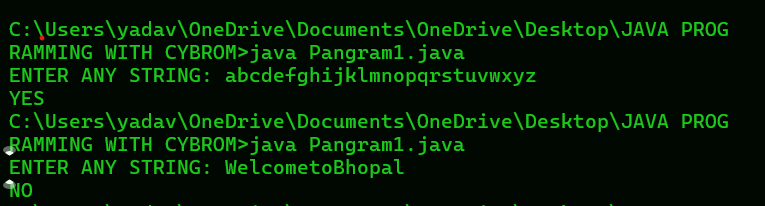 C:\Users\yadav\OneDrive\Documents\OneDrive\Desktop\JAVA PROG
RAMMING WITH CYBROM>java Pangram1.java
ENTER ANY STRING: abcdefghijklmnopqrstuvwxyz
YES
C:\Users\yadav\OneDrive\Documents\OneDrive\Desktop\JAVA PROG
RAMMING WITH CYBROM>java Pangram1.java
ENTER ANY STRING: WelcometoBhopal
NO